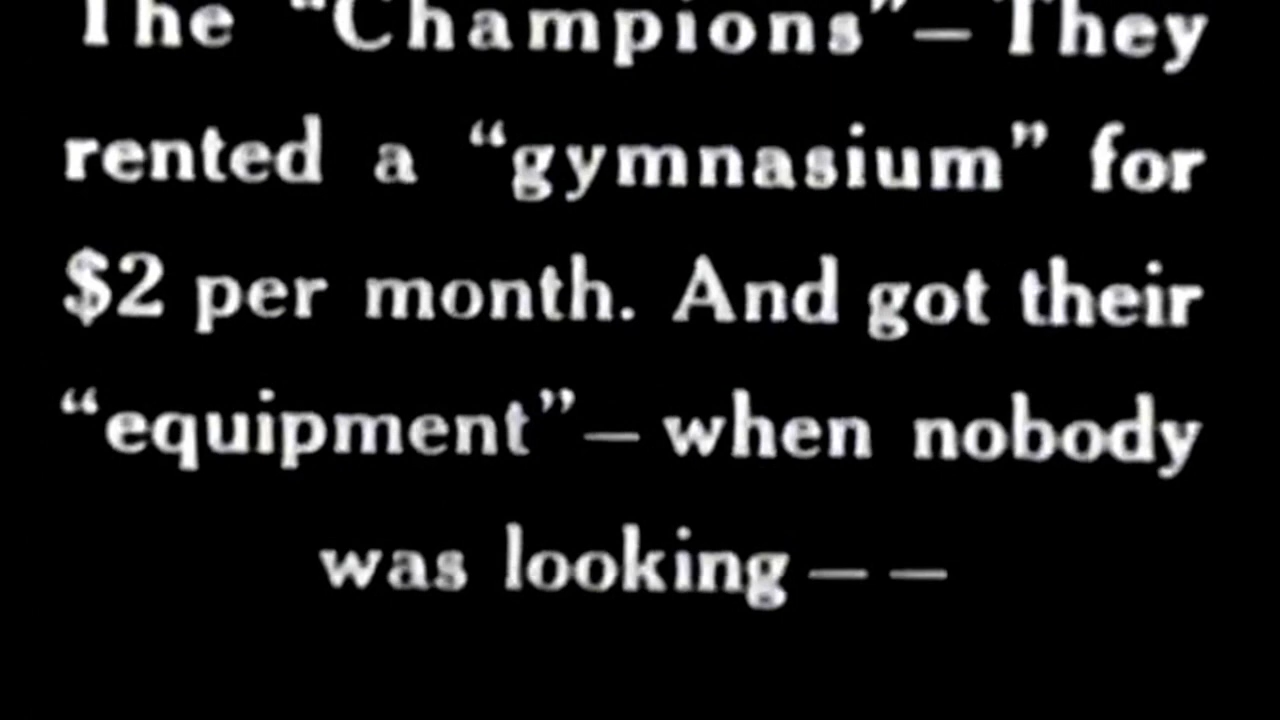 The “Champions”— They
rented a “gymnasium” for
$2 per month. And got their
“equipment”— when nobody
was looking — —